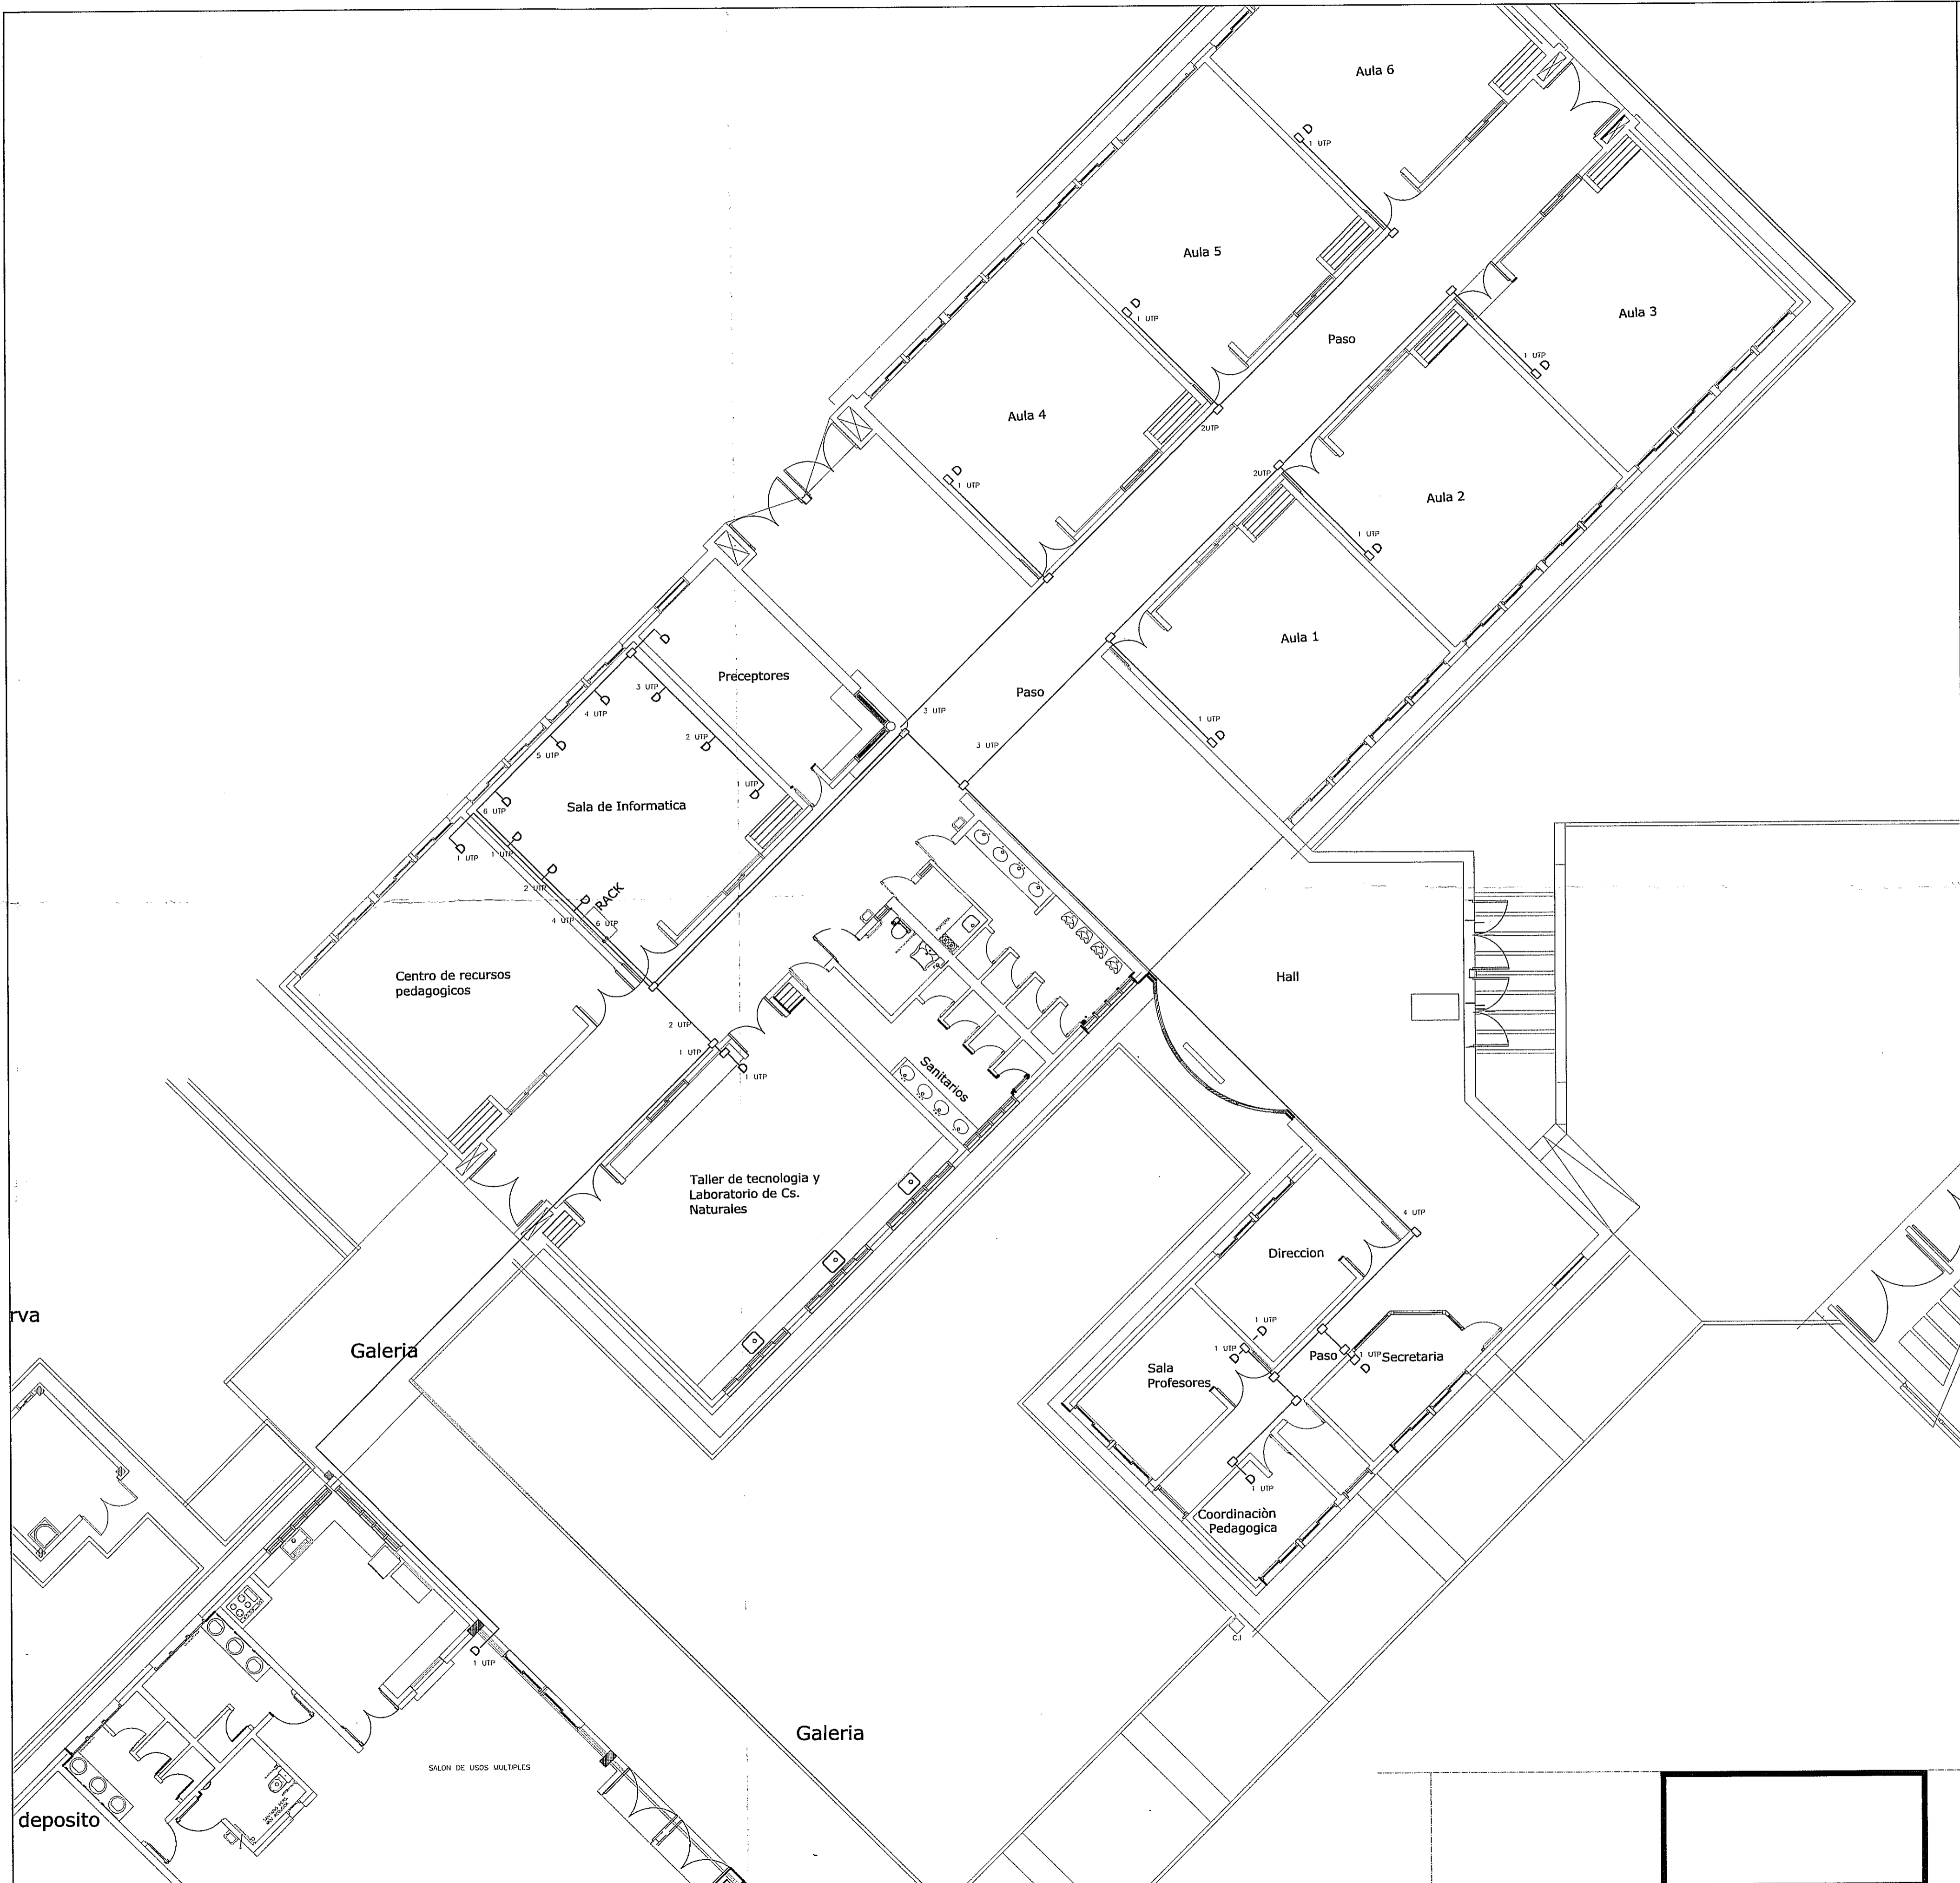 Aula 6
1 UTP
Aula 5
1 UTP
Aula 3
Paso
1 UTP
Aula 4
2UTP
2UTP
1 UTP
Aula 2
1 UTP
Aula 1
Preceptores
3 UTP
Paso
3 UTP
4 UTP
1 UTP
2 UTP
3 UTP
5 UTP
1 UTP
Sala de Informatica
6 UTP
1 UTP
1 UTP
2 UTP
RACK
4 UTP
6 UTP
Centro de recursos
pedagogicos
Hall
2 UTP
1 UTP
1 UTP
Sanitarios
Taller de tecnologia y
Laboratorio de Cs.
Naturales
4 UTP
Direccion
rva
Galeria
1 UTP
1 UTP
Paso
1 UTP
Secretaria
Sala
Profesores
1 UTP
Coordinaciòn
Pedagogica
C.I
1 UTP
Galeria
SALON DE USOS MULTIPLES
deposito